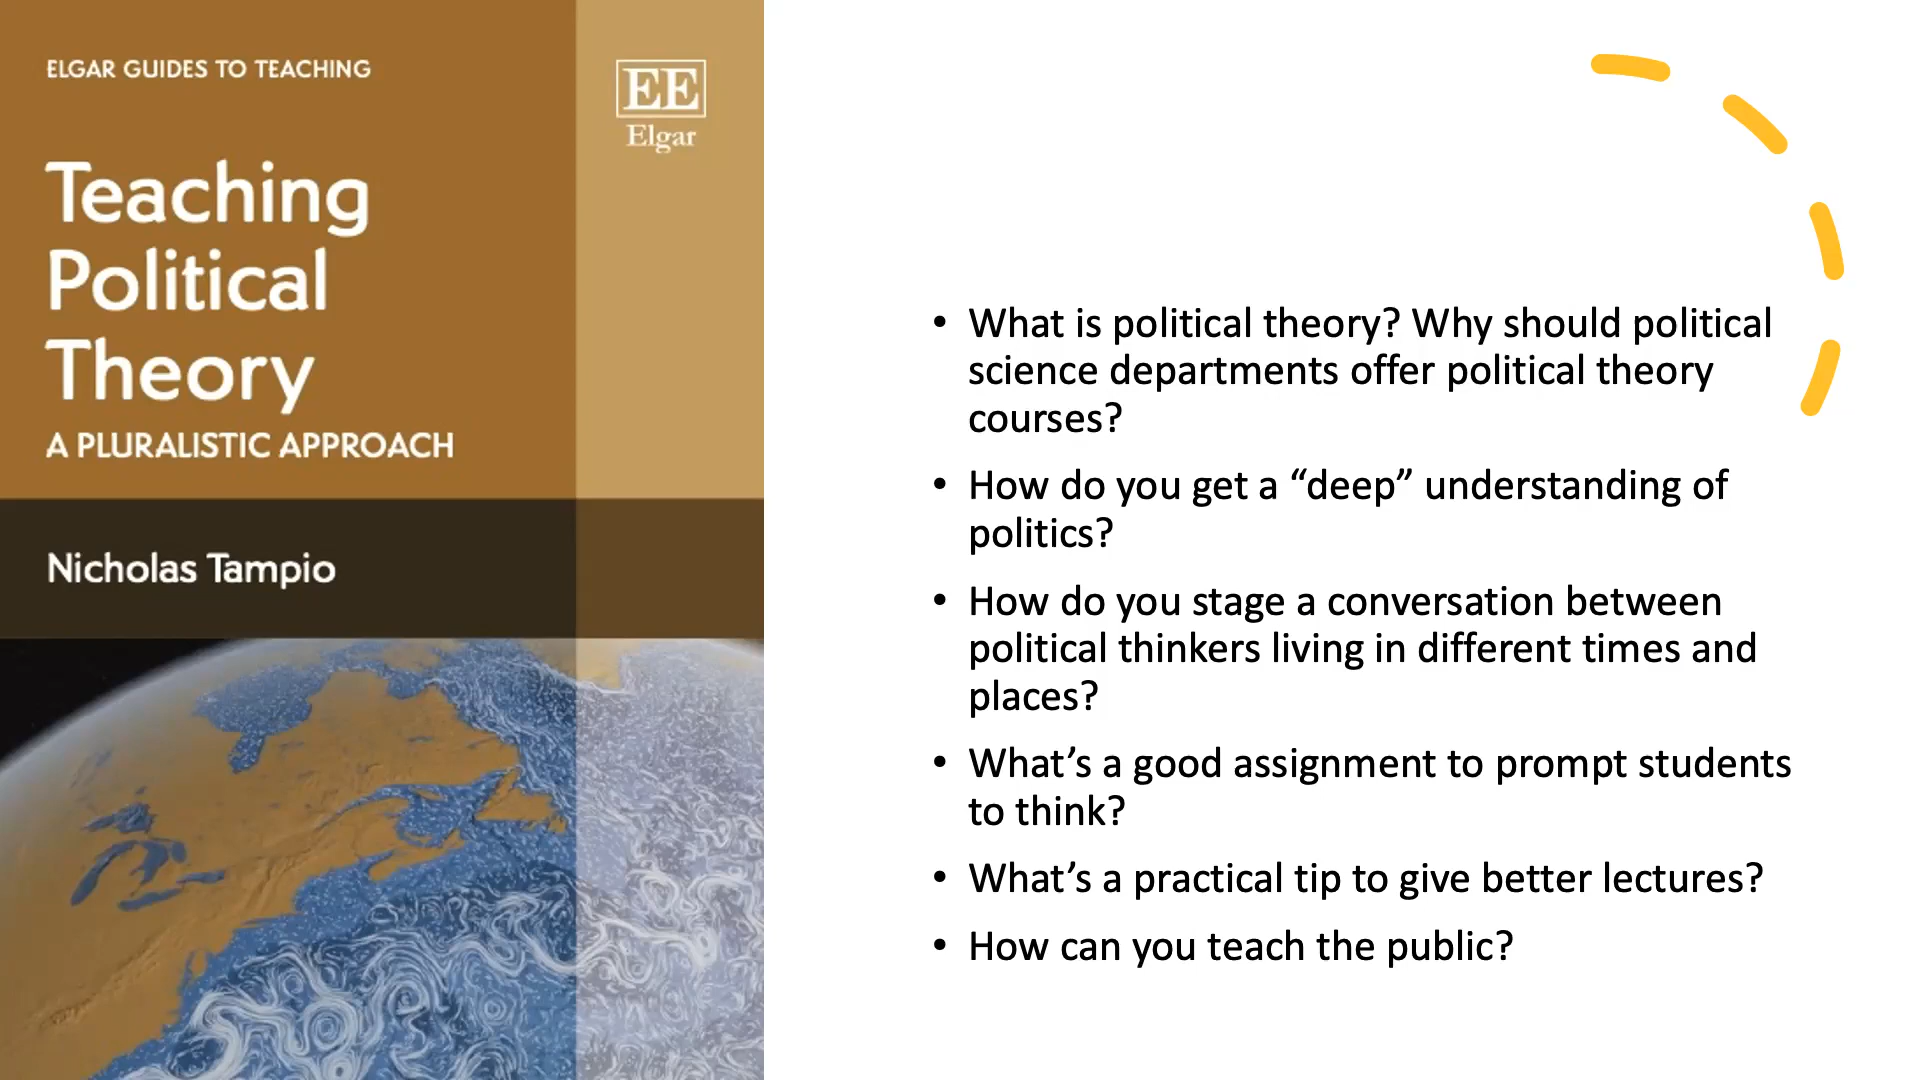 ELGAR GUIDES TO TEACHING
EE
Elgar
Teaching
Political
Theory
A PLURALISTIC APPROACH
Nicholas Tampio
• What is political theory? Why should political
science departments offer political theory
courses?
• How do you get a “deep” understanding of
politics?
• How do you stage a conversation between
political thinkers living in different times and
places?
• What’s a good assignment to prompt students
to think?
• What’s a practical tip to give better lectures?
• How can you teach the public?